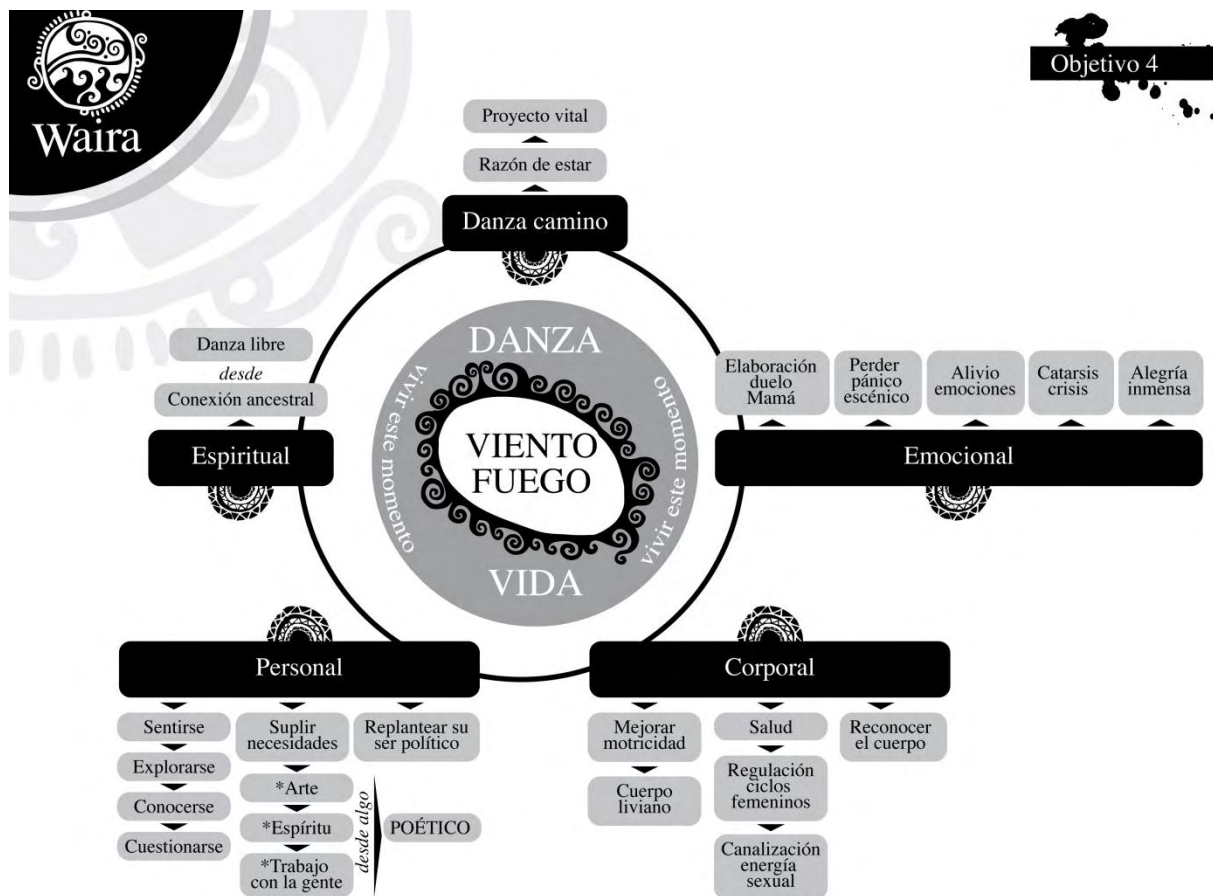 Waira
Objetivo 4
Proyecto vital
Razón de estar
Danza camino
Danza libre
desde
Conexión ancestral
Espiritual
DANZA
vivir este momento
VIENTO
FUEGO
vivir este momento
VIDA
Elaboración
duelo
Mamá
Perder
pánico
escénico
Alivio
emociones
Catarsis
crisis
Alegría
inmensa
Emocional
Personal
Sentirse
Explorarse
Conocerse
Cuestionarse
Suplir
necesidades
*Arte
*Espíritu
*Trabajo
con la gente
Replantear su
ser político
desde algo
POÉTICO
Corporal
Mejorar
motricidad
Cuerpo
liviano
Salud
Regulación
ciclos
femeninos
Canalización
energía
sexual
Reconocer
el cuerpo